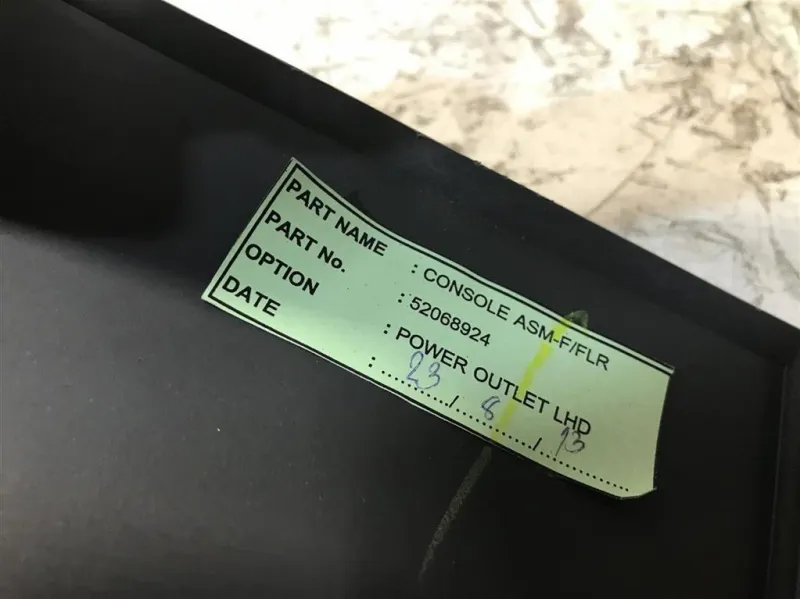 PART NAME : CONSOLE ASM-F/FLR
PART No. : 52068924
OPTION : POWER OUTLET LHD
DATE : 23 / 8 / 13